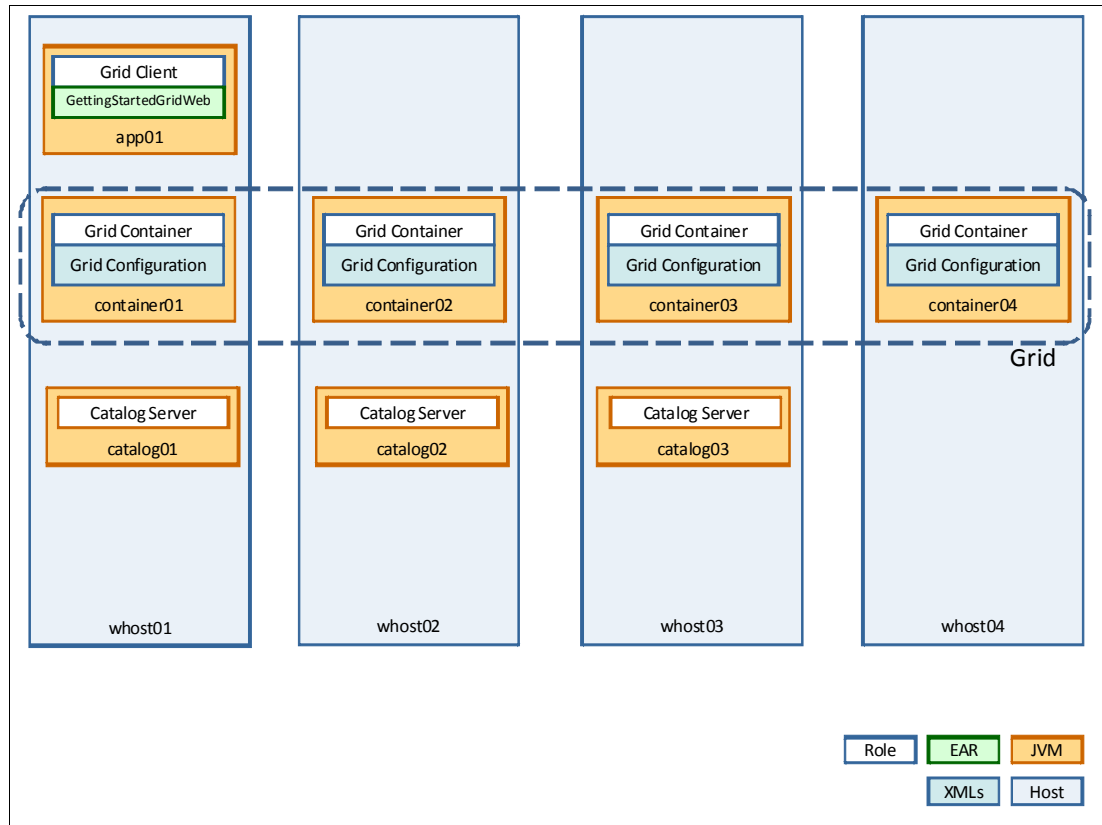 Grid Client
GettingStartedGridWeb
app01
Grid Container
Grid Configuration
container01
Grid Container
Grid Configuration
container02
Grid Container
Grid Configuration
container03
Grid Container
Grid Configuration
container04
Grid
Catalog Server
catalog01
Catalog Server
catalog02
Catalog Server
catalog03
whost01
whost02
whost03
whost04
Role
EAR
JVM
XMLs
Host